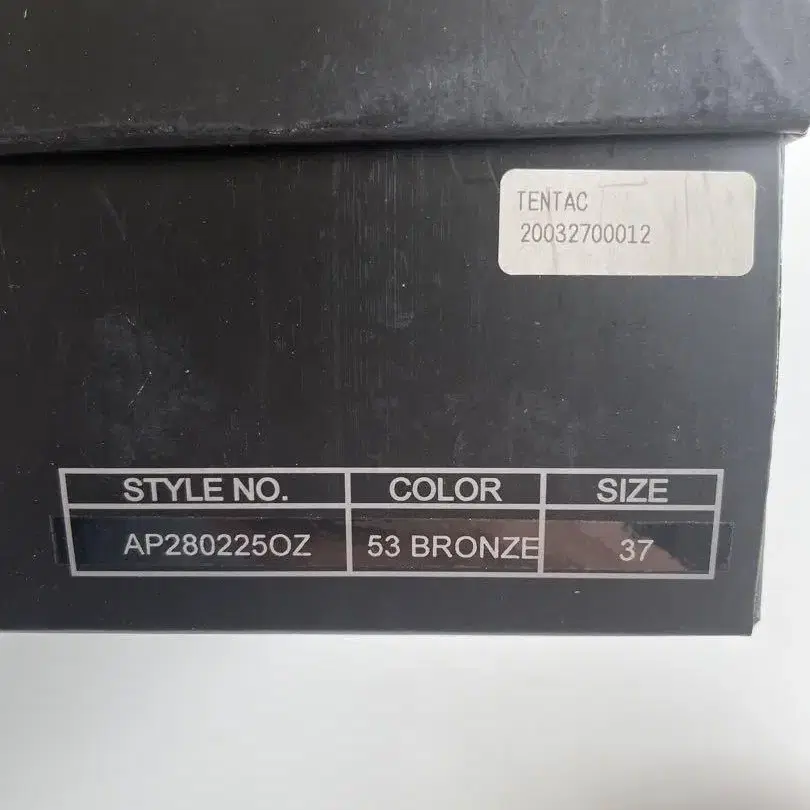 TENTAC
20032700012
STYLE NO. COLOR SIZE
AP280225OZ 53 BRONZE 37